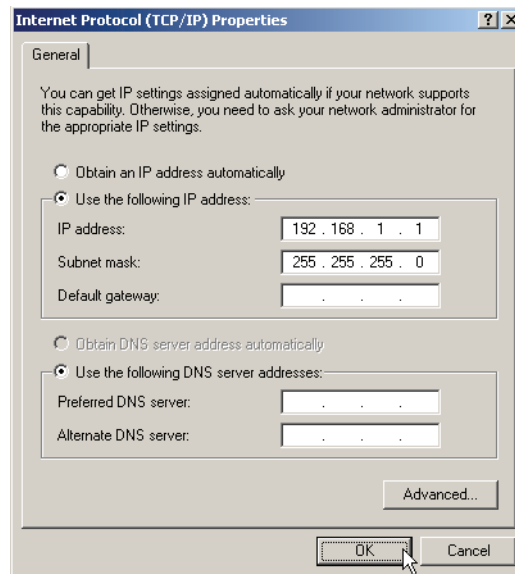 Internet Protocol (TCP/IP) Properties
General
You can get IP settings assigned automatically if your network supports
this capability. Otherwise, you need to ask your network administrator for
the appropriate IP settings.
Obtain an IP address automatically
Use the following IP address:
IP address: 192 . 168 . 1 . 1
Subnet mask: 255 . 255 . 255 . 0
Default gateway: . . .
Obtain DNS server address automatically
Use the following DNS server addresses:
Preferred DNS server: . . .
Alternate DNS server: . . .
Advanced...
OK Cancel